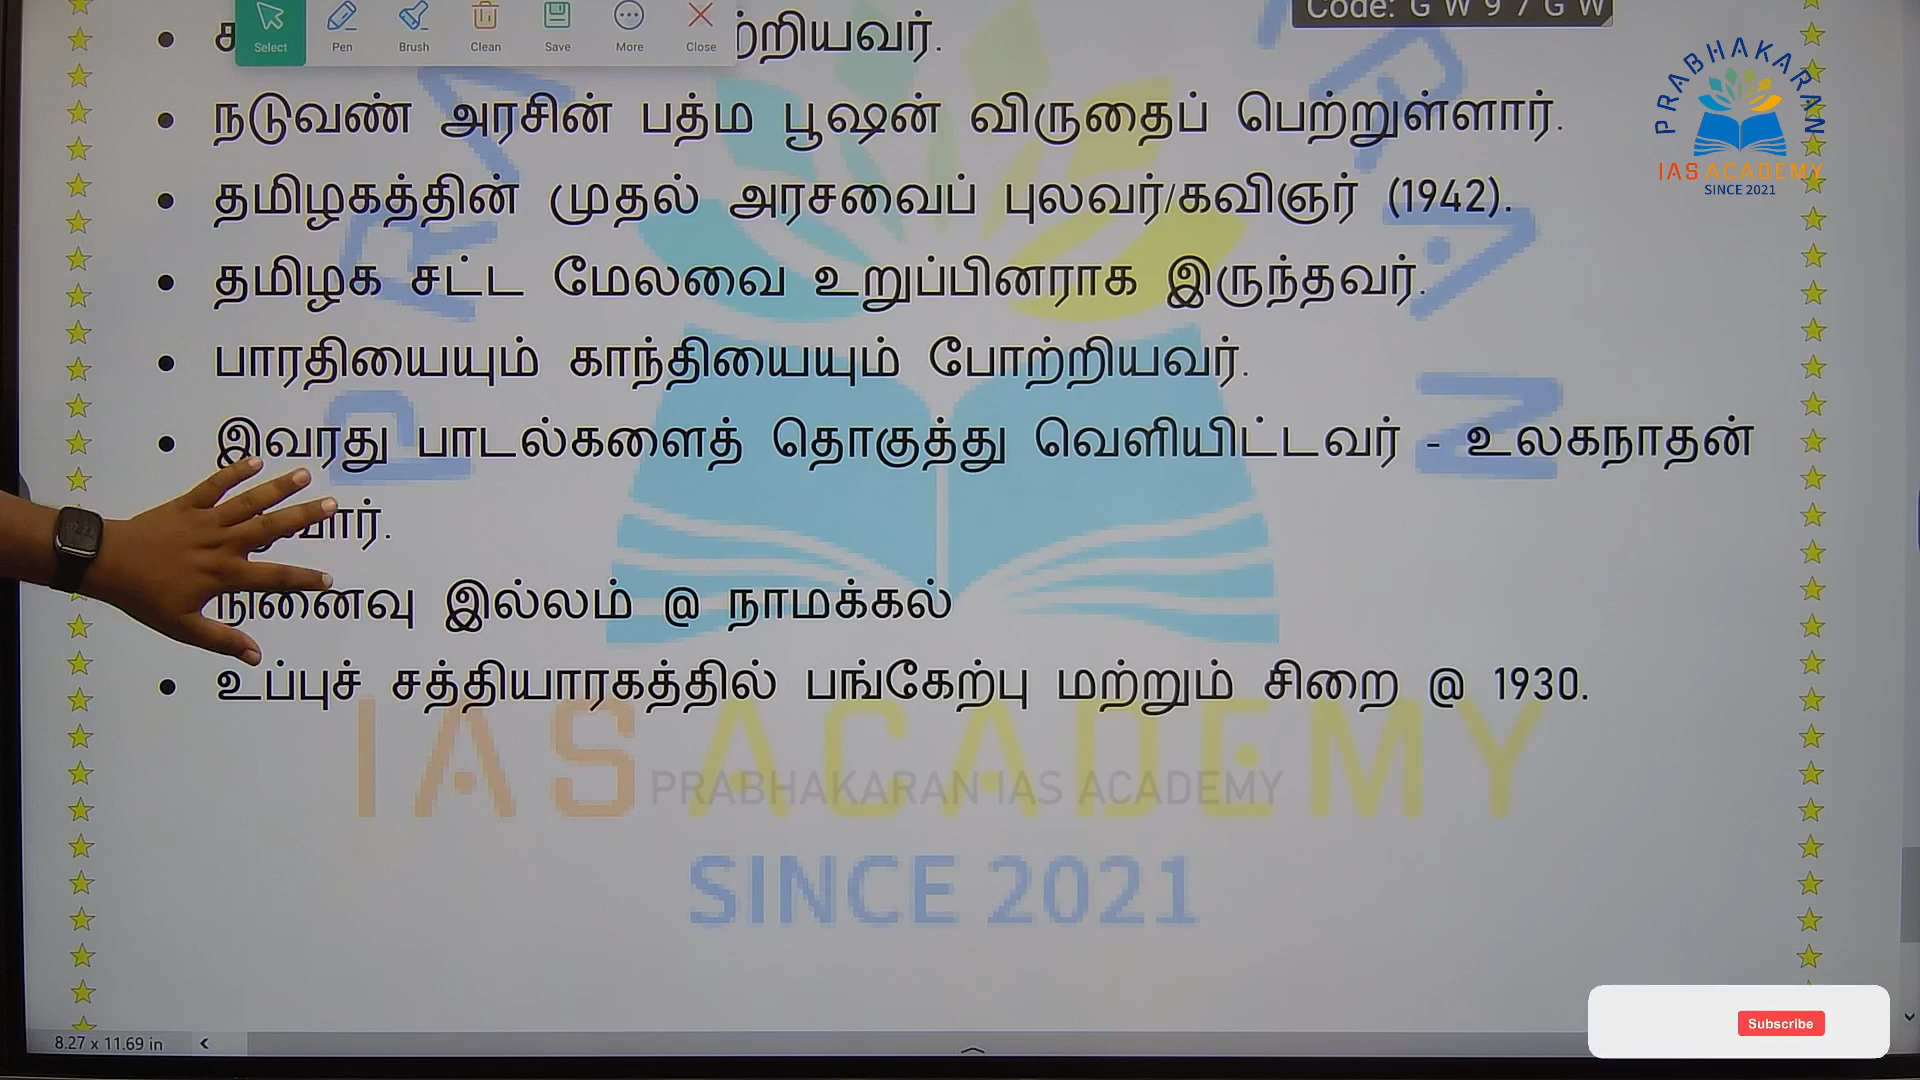 Code: G W 9 7 G W
Select Pen Brush Clean Save More Close
PRABHAKARAN
IAS ACADEMY
SINCE 2021
• நடுவண் அரசின் பத்ம பூஷன் விருதைப் பெற்றுள்ளார்.
• தமிழகத்தின் முதல் அரசவைப் புலவர்/கவிஞர் (1942).
• தமிழக சட்ட மேலவை உறுப்பினராக இருந்தவர்.
• பாரதியையும் காந்தியையும் போற்றியவர்.
• இவரது பாடல்களைத் தொகுத்து வெளியிட்டவர் - உலகநாதன்
நினைவு இல்லம் @ நாமக்கல்
• உப்புச் சத்தியாரகத்தில் பங்கேற்பு மற்றும் சிறை @ 1930.
IAS ACADEMY
PRABHAKARAN IAS ACADEMY
SINCE 2021
8.27 x 11.69 in
Subscribe